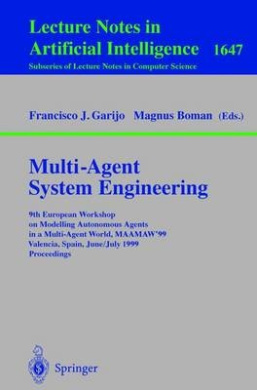 Lecture Notes in
Artificial Intelligence 1647
Subseries of Lecture Notes in Computer Science
Francisco J. Garijo Magnus Boman (Eds.)
Multi-Agent
System Engineering
9th European Workshop
on Modelling Autonomous Agents
in a Multi-Agent World, MAAMAW'99
Valencia, Spain, June/July 1999
Proceedings
Springer